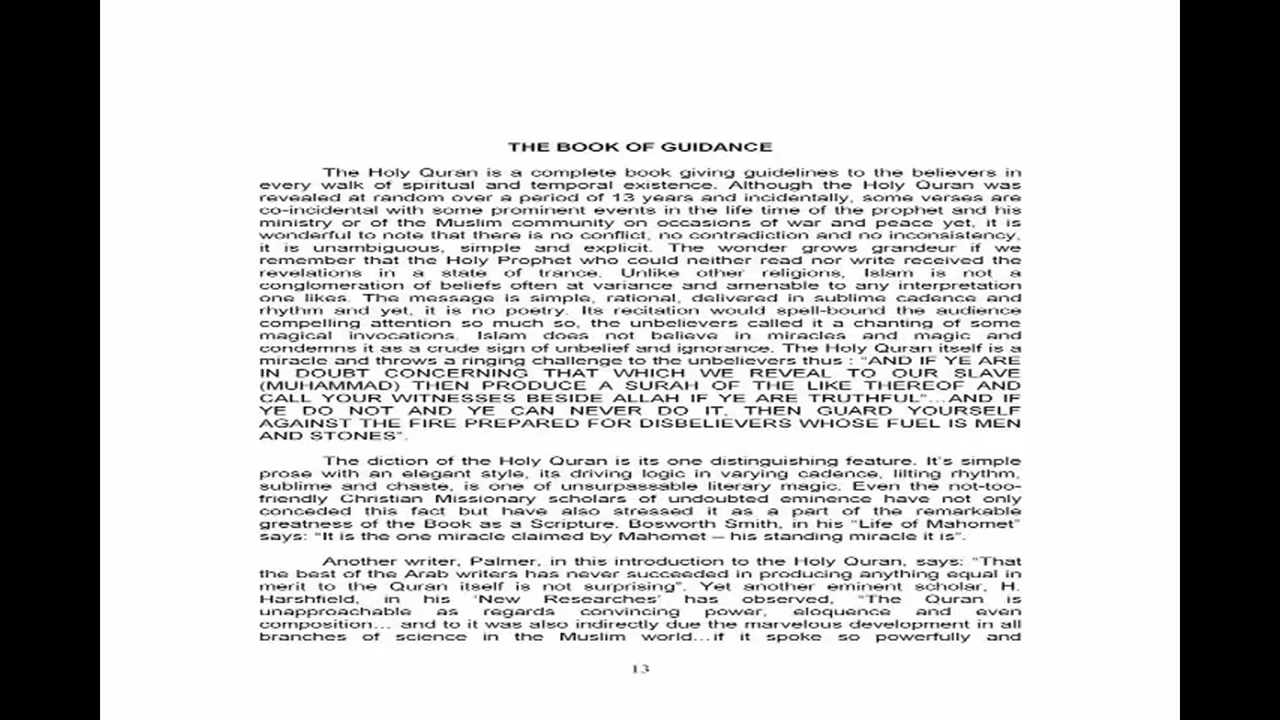 THE BOOK OF GUIDANCE
The Holy Quran is a complete book giving guidelines to the believers in
every walk of spiritual and temporal existence. Although the Holy Quran was
revealed at random over a period of 13 years and incidentally, some verses are
co-incidental with some prominent events in the life time of the prophet and his
ministry or of the Muslim community on occasions of war and peace yet, it is
wonderful to note that there is no conflict, no contradiction and no inconsistency,
it is unambiguous, simple and explicit. The wonder grows grandeur if we
remember that the Holy Prophet who could neither read nor write received the
revelations in a state of trance. Unlike other religions, Islam is not a
conglomeration of beliefs often at variance and amenable to any interpretation
one likes. The message is simple, rational, delivered in sublime cadence and
rhythm and yet, it is no poetry. Its recitation would spell-bound the audience
compelling attention so much so, the unbelievers called it a chanting of some
magical invocations. Islam does not believe in miracles and magic and
condemns it as a crude sign of unbelief and ignorance. The Holy Quran itself is a
miracle and throws a ringing challenge to the unbelievers thus : "AND IF YE ARE
IN DOUBT CONCERNING THAT WHICH WE REVEAL TO OUR SLAVE
(MUHAMMAD) THEN PRODUCE A SURAH OF THE LIKE THEREOF AND
CALL YOUR WITNESSES BESIDE ALLAH IF YE ARE TRUTHFUL"...AND IF
YE DO NOT AND YE CAN NEVER DO IT, THEN GUARD YOURSELF
AGAINST THE FIRE PREPARED FOR DISBELIEVERS WHOSE FUEL IS MEN
AND STONES".
The diction of the Holy Quran is its one distinguishing feature. It's simple
prose with an elegant style, its driving logic in varying cadence, lilting rhythm,
sublime and chaste, is one of unsurpassable literary magic. Even the not-too-
friendly Christian Missionary scholars of undoubted eminence have not only
conceded this fact but have also stressed it as a part of the remarkable
greatness of the Book as a Scripture. Bosworth Smith, in his "Life of Mahomet"
says: "It is the one miracle claimed by Mahomet – his standing miracle it is".
Another writer, Palmer, in this introduction to the Holy Quran, says: "That
the best of the Arab writers has never succeeded in producing anything equal in
merit to the Quran itself is not surprising". Yet another eminent scholar, H.
Harshfield, in his 'New Researches' has observed, "The Quran is
unapproachable as regards convincing power, eloquence and even
composition... and to it was also indirectly due the marvelous development in all
branches of science in the Muslim world...if it spoke so powerfully and
13